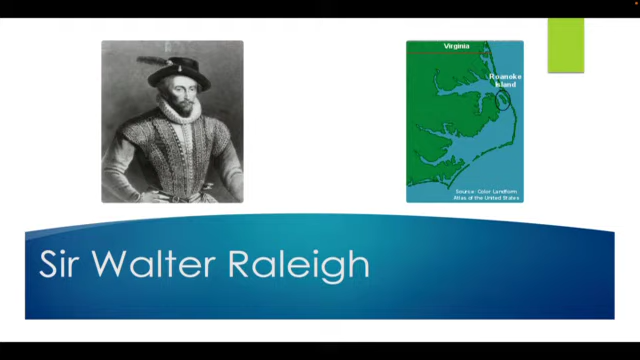 Virginia
Roanoke
Island
Source: Color Landform
Atlas of the United States
Sir Walter Raleigh